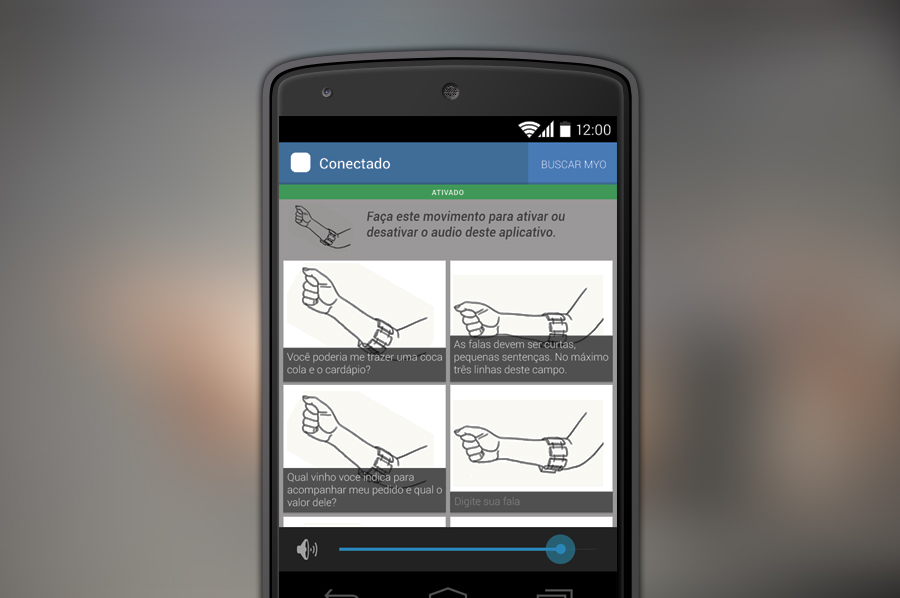 12:00
Conectado
BUSCAR MYO
ATIVADO
Faça este movimento para ativar ou
desativar o audio deste aplicativo.
Você poderia me trazer uma coca
cola e o cardápio?
As falas devem ser curtas,
pequenas sentenças. No máximo
três linhas deste campo.
Qual vinho você indica para
acompanhar meu pedido e qual o
valor dele?
Digite sua fala